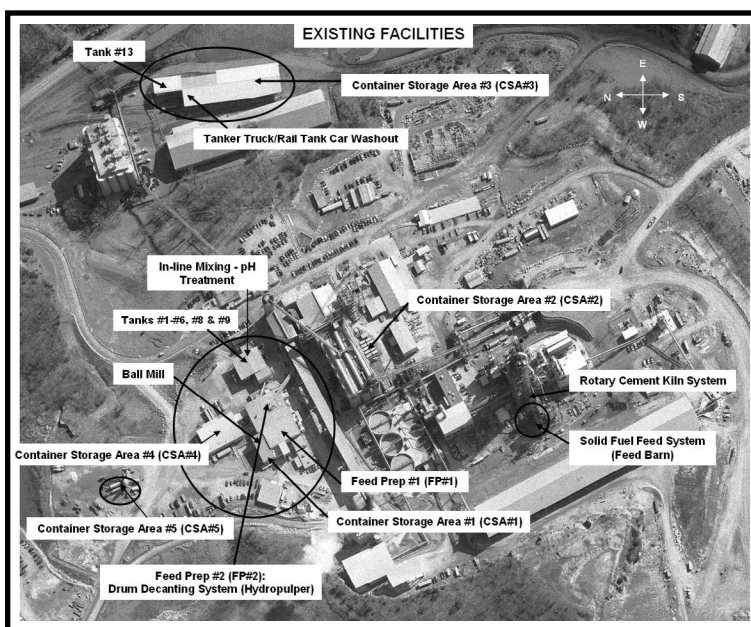 EXISTING FACILITIES
Tank #13
Container Storage Area #3 (CSA#3)
E
N
S
W
Tanker Truck/Rail Tank Car Washout
In-line Mixing - pH
Treatment
Container Storage Area #2 (CSA#2)
Tanks #1-#6, #8 & #9
Ball Mill
Rotary Cement Kiln System
Container Storage Area #4 (CSA#4)
Solid Fuel Feed System
(Feed Barn)
Feed Prep #1 (FP#1)
Container Storage Area #5 (CSA#5)
Container Storage Area #1 (CSA#1)
Feed Prep #2 (FP#2):
Drum Decanting System (Hydropulper)